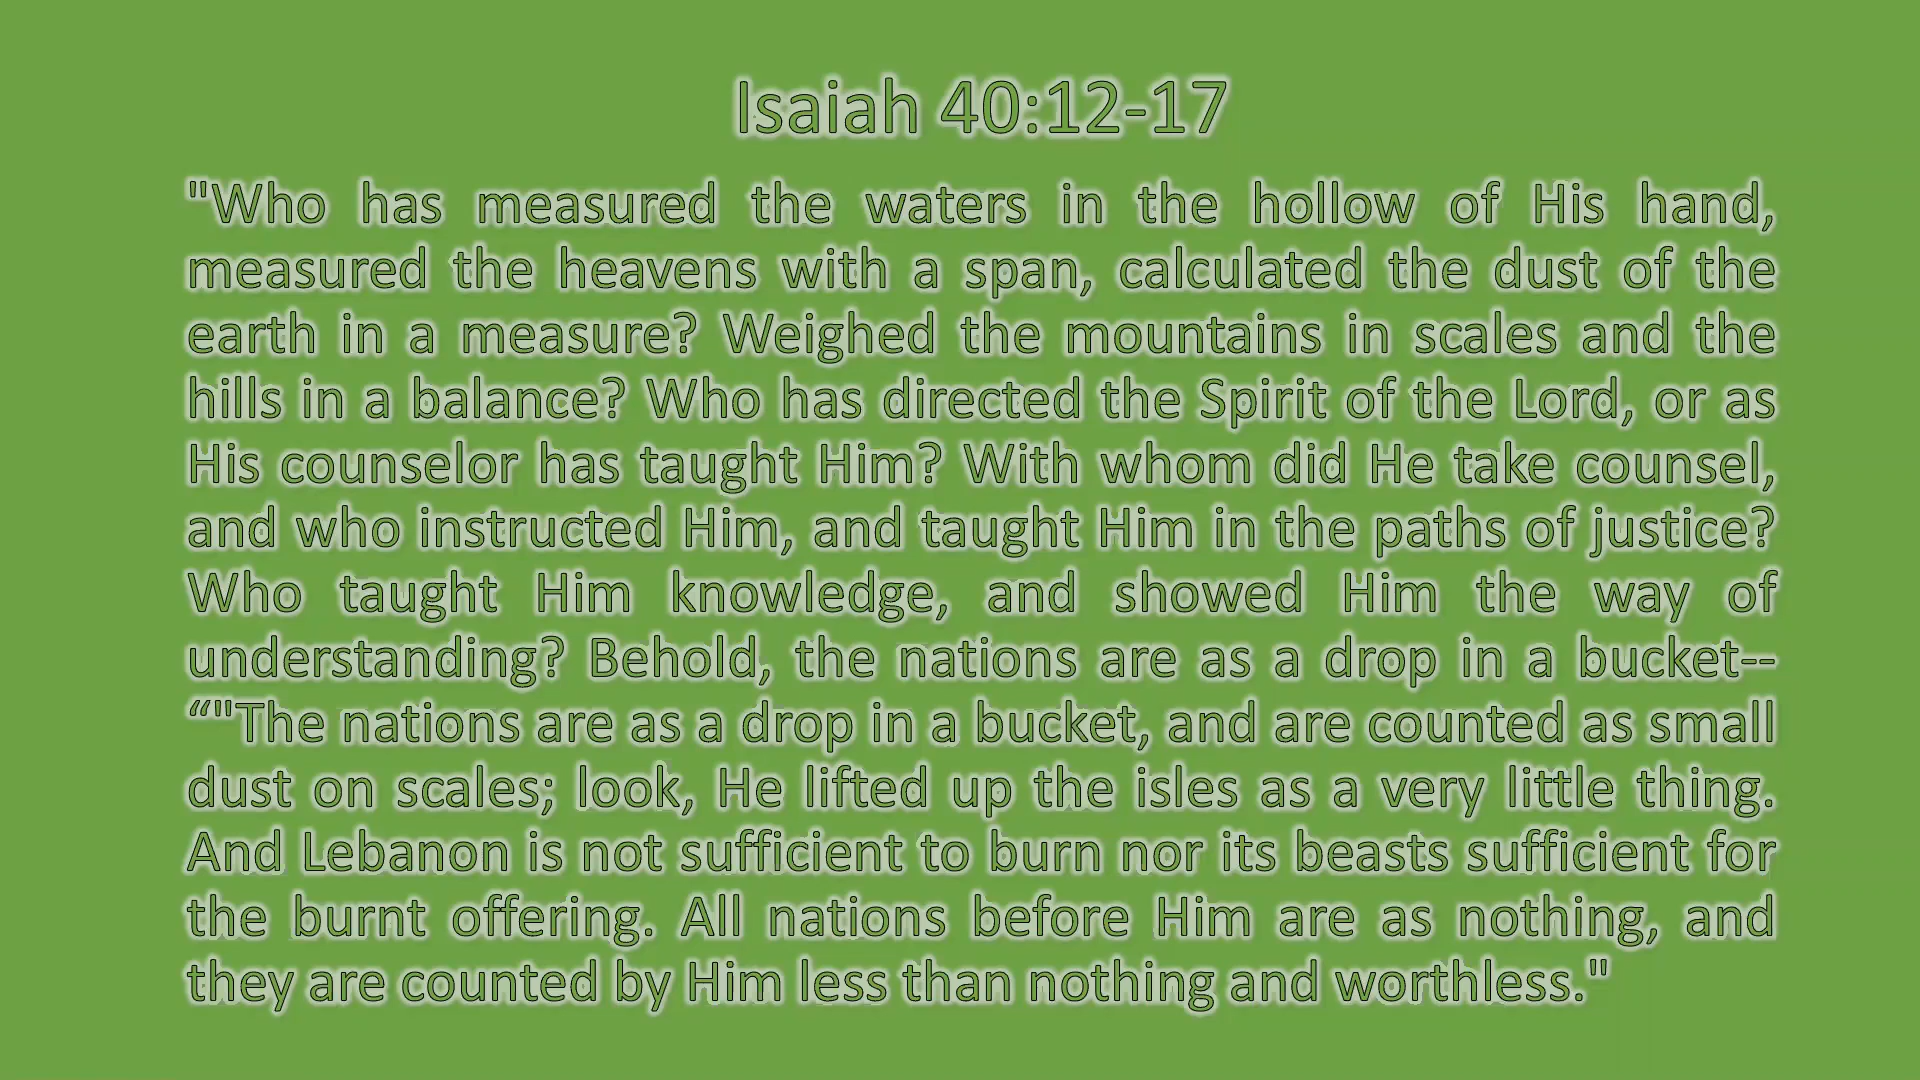 Isaiah 40:12-17
"Who has measured the waters in the hollow of His hand,
measured the heavens with a span, calculated the dust of the
earth in a measure? Weighed the mountains in scales and the
hills in a balance? Who has directed the Spirit of the Lord, or as
His counselor has taught Him? With whom did He take counsel,
and who instructed Him, and taught Him in the paths of justice?
Who taught Him knowledge, and showed Him the way of
understanding? Behold, the nations are as a drop in a bucket--
“"The nations are as a drop in a bucket, and are counted as small
dust on scales; look, He lifted up the isles as a very little thing.
And Lebanon is not sufficient to burn nor its beasts sufficient for
the burnt offering. All nations before Him are as nothing, and
they are counted by Him less than nothing and worthless."